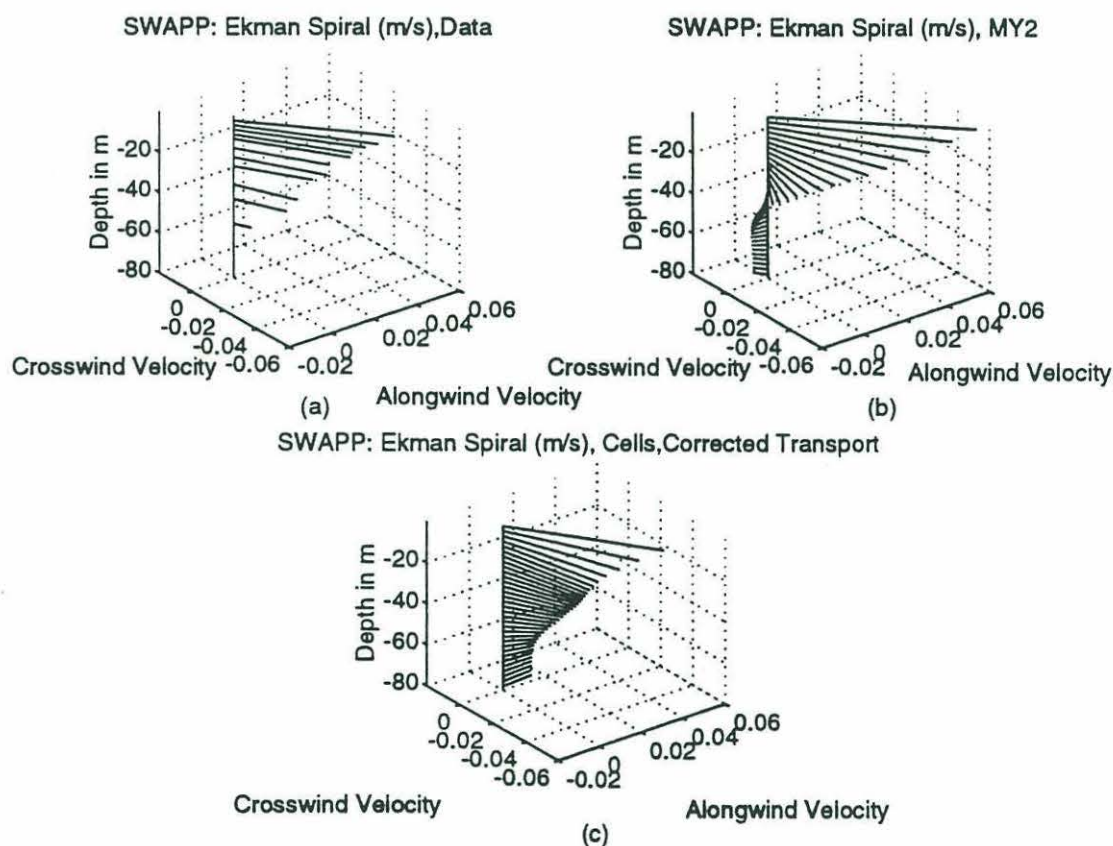 SWAPP: Ekman Spiral (m/s),Data
Depth in m
-20
-40
-60
-80
0
-0.02
-0.04
-0.06
Crosswind Velocity
-0.02
0
0.02
0.04
0.06
Alongwind Velocity
(a)
SWAPP: Ekman Spiral (m/s), MY2
Depth in m
-20
-40
-60
-80
0
-0.02
-0.04
-0.06
Crosswind Velocity
-0.02
0
0.02
0.04
0.06
Alongwind Velocity
(b)
SWAPP: Ekman Spiral (m/s), Cells,Corrected Transport
Depth in m
-20
-40
-60
-80
0
-0.02
-0.04
-0.06
Crosswind Velocity
-0.02
0
0.02
0.04
0.06
Alongwind Velocity
(c)